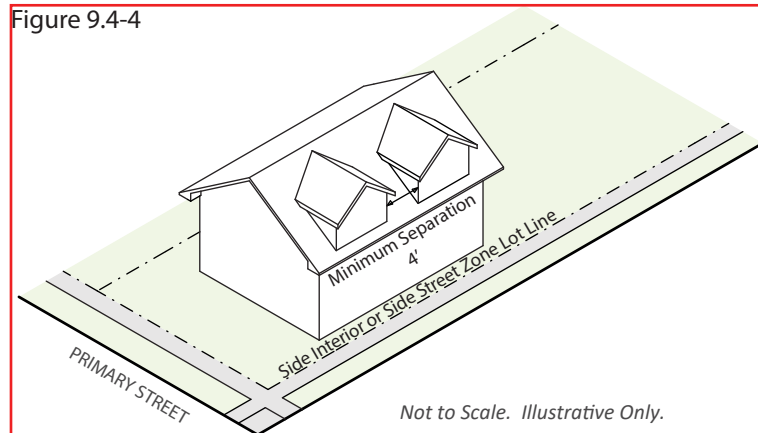 Figure 9.4-4
Minimum Separation
4'
Side Interior or Side Street Zone Lot Line
PRIMARY STREET
Not to Scale.  Illustrative Only.